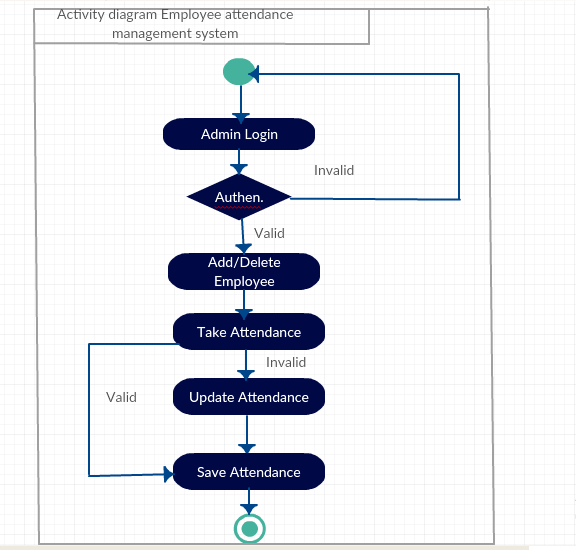 Activity diagram Employee attendance
management system
Admin Login
Invalid
Authen.
Valid
Add/Delete
Employee
Take Attendance
Invalid
Valid
Update Attendance
Save Attendance